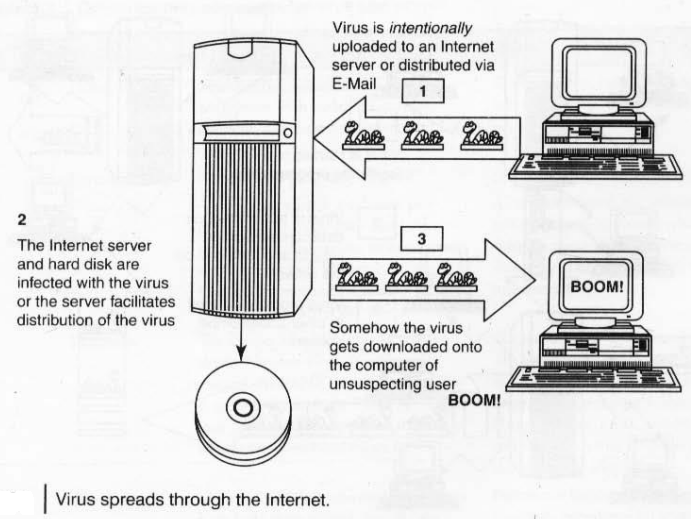 Virus is intentionally
uploaded to an Internet
server or distributed via
E-Mail
1
2
The Internet server
and hard disk are
infected with the virus
or the server facilitates
distribution of the virus
3
BOOM!
Somehow the virus
gets downloaded onto
the computer of
unsuspecting user
BOOM!
Virus spreads through the Internet.